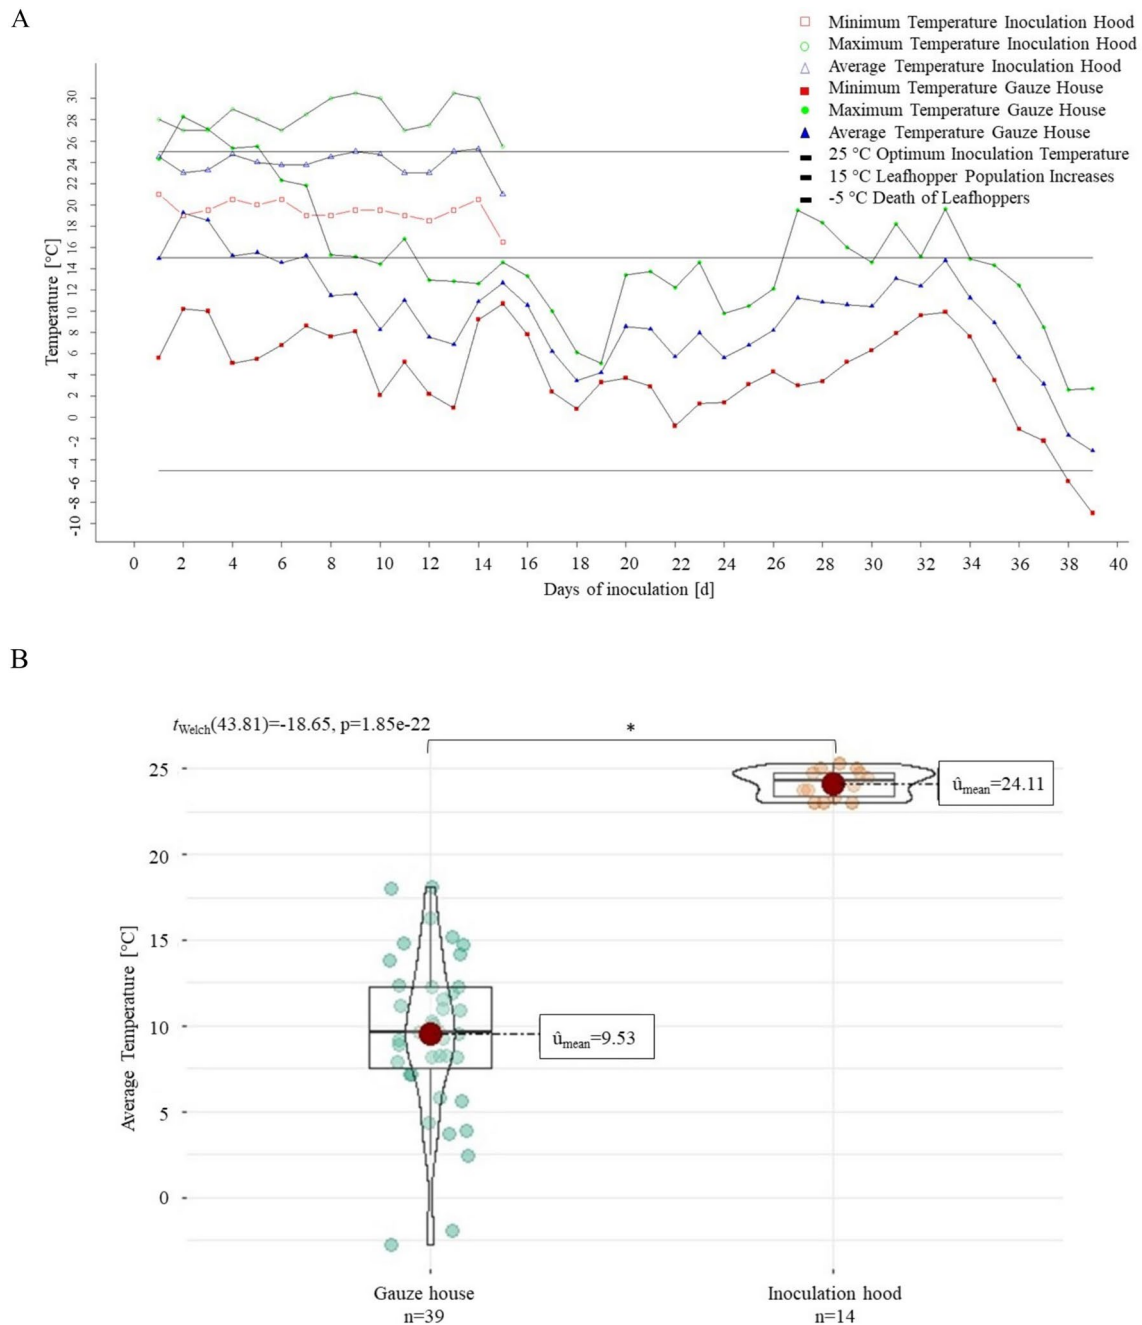 A
Minimum Temperature Inoculation Hood
Maximum Temperature Inoculation Hood
Average Temperature Inoculation Hood
Minimum Temperature Gauze House
Maximum Temperature Gauze House
Average Temperature Gauze House
25 °C Optimum Inoculation Temperature
15 °C Leafhopper Population Increases
-5 °C Death of Leafhoppers
Temperature [°C]
30
28
26
24
22
20
18
16
14
12
10
8
6
4
2
0
-2
-4
-6
-8
-10
0 2 4 6 8 10 12 14 16 18 20 22 24 26 28 30 32 34 36 38 40
Days of inoculation [d]
B
tWelch(43.81)=-18.65, p=1.85e-22
*
Average Temperature [°C]
25
20
15
10
5
0
ûmean=24.11
ûmean=9.53
Gauze house Inoculation hood
n=39 n=14